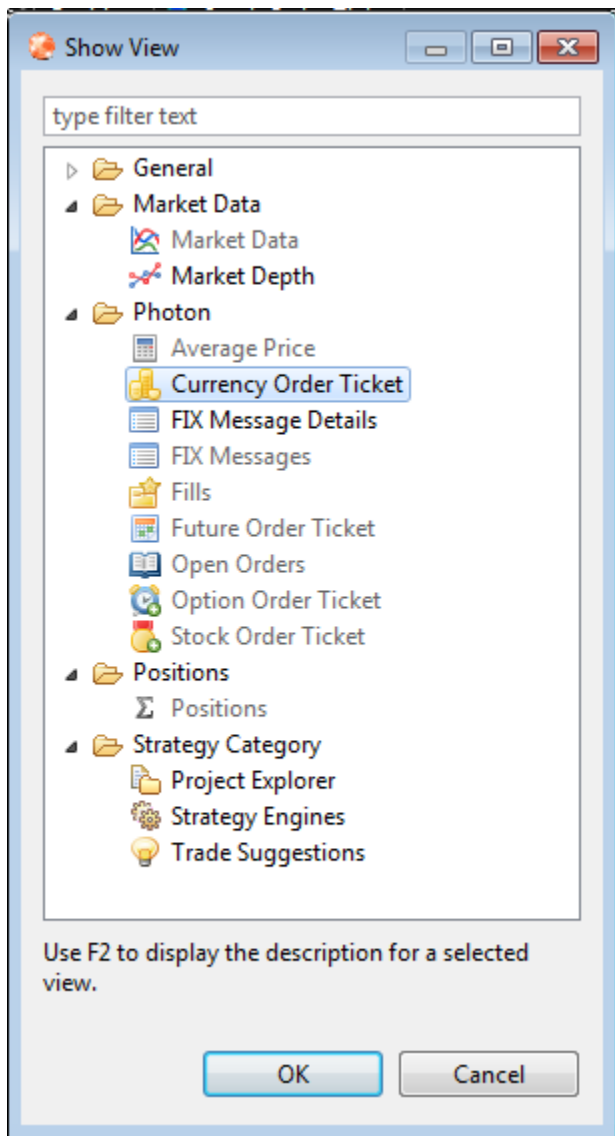 Show View
type filter text
General
Market Data
Market Data
Market Depth
Photon
Average Price
Currency Order Ticket
FIX Message Details
FIX Messages
Fills
Future Order Ticket
Open Orders
Option Order Ticket
Stock Order Ticket
Positions
Σ Positions
Strategy Category
Project Explorer
Strategy Engines
Trade Suggestions
Use F2 to display the description for a selected
view.
OK Cancel